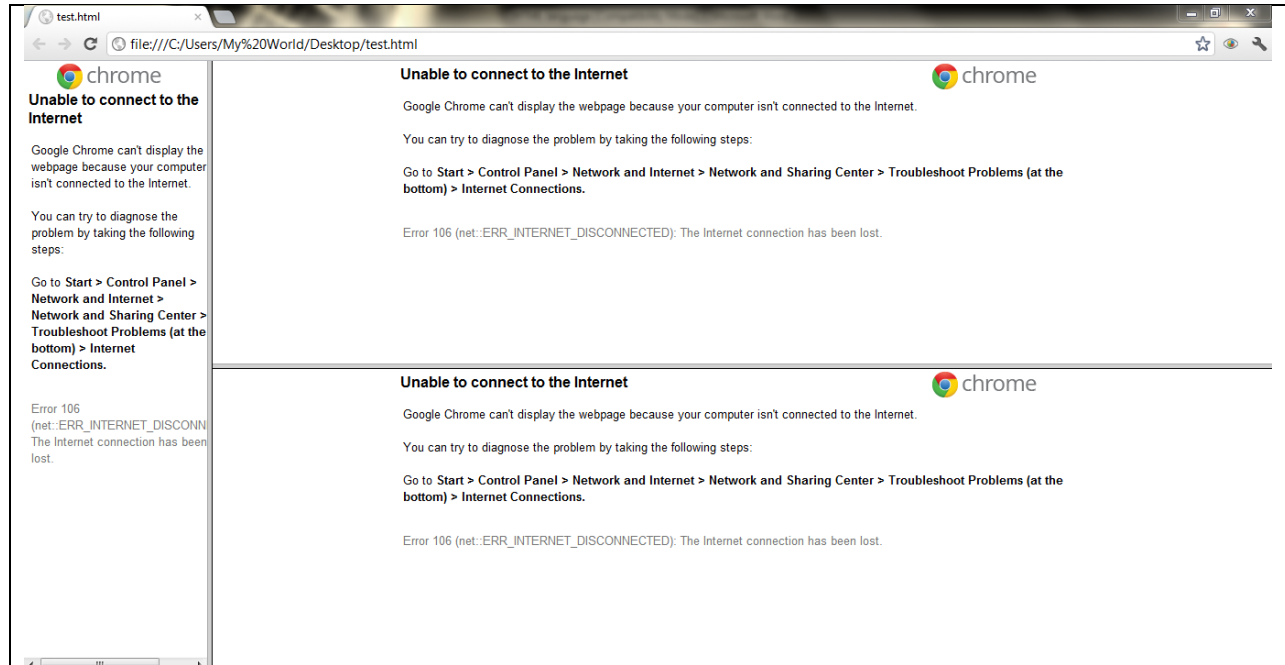 test.html
file:///C:/Users/My%20World/Desktop/test.html
chrome
Unable to connect to the
Internet
Google Chrome can't display the
webpage because your computer
isn't connected to the Internet.
You can try to diagnose the
problem by taking the following
steps:
Go to Start > Control Panel >
Network and Internet >
Network and Sharing Center >
Troubleshoot Problems (at the
bottom) > Internet
Connections.
Error 106
(net::ERR_INTERNET_DISCONN
The Internet connection has been
lost.
Unable to connect to the Internet
chrome
Google Chrome can't display the webpage because your computer isn't connected to the Internet.
You can try to diagnose the problem by taking the following steps:
Go to Start > Control Panel > Network and Internet > Network and Sharing Center > Troubleshoot Problems (at the
bottom) > Internet Connections.
Error 106 (net::ERR_INTERNET_DISCONNECTED): The Internet connection has been lost.
Unable to connect to the Internet
chrome
Google Chrome can't display the webpage because your computer isn't connected to the Internet.
You can try to diagnose the problem by taking the following steps:
Go to Start > Control Panel > Network and Internet > Network and Sharing Center > Troubleshoot Problems (at the
bottom) > Internet Connections.
Error 106 (net::ERR_INTERNET_DISCONNECTED): The Internet connection has been lost.